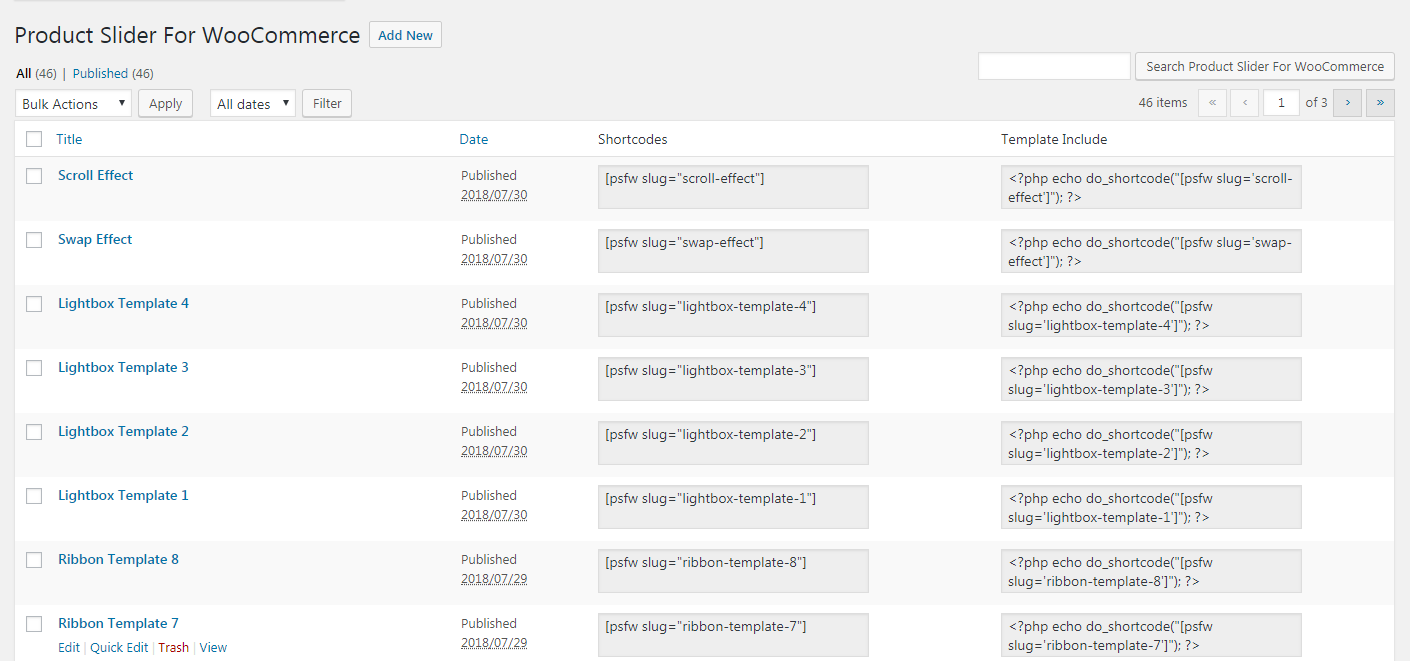 Product Slider For WooCommerce Add New
All (46) | Published (46)
Search Product Slider For WooCommerce
Bulk Actions ▼ Apply All dates ▼ Filter 46 items « ‹ 1 of 3 › »
Title Date Shortcodes Template Include
Scroll Effect
Published
2018/07/30
[psfw slug="scroll-effect"]
<?php echo do_shortcode("[psfw slug='scroll-
effect']"); ?>
Swap Effect
Published
2018/07/30
[psfw slug="swap-effect"]
<?php echo do_shortcode("[psfw slug='swap-
effect']"); ?>
Lightbox Template 4
Published
2018/07/30
[psfw slug="lightbox-template-4"]
<?php echo do_shortcode("[psfw
slug='lightbox-template-4']"); ?>
Lightbox Template 3
Published
2018/07/30
[psfw slug="lightbox-template-3"]
<?php echo do_shortcode("[psfw
slug='lightbox-template-3']"); ?>
Lightbox Template 2
Published
2018/07/30
[psfw slug="lightbox-template-2"]
<?php echo do_shortcode("[psfw
slug='lightbox-template-2']"); ?>
Lightbox Template 1
Published
2018/07/30
[psfw slug="lightbox-template-1"]
<?php echo do_shortcode("[psfw
slug='lightbox-template-1']"); ?>
Ribbon Template 8
Published
2018/07/29
[psfw slug="ribbon-template-8"]
<?php echo do_shortcode("[psfw
slug='ribbon-template-8']"); ?>
Ribbon Template 7
Edit | Quick Edit | Trash | View
Published
2018/07/29
[psfw slug="ribbon-template-7"]
<?php echo do_shortcode("[psfw
slug='ribbon-template-7']"); ?>